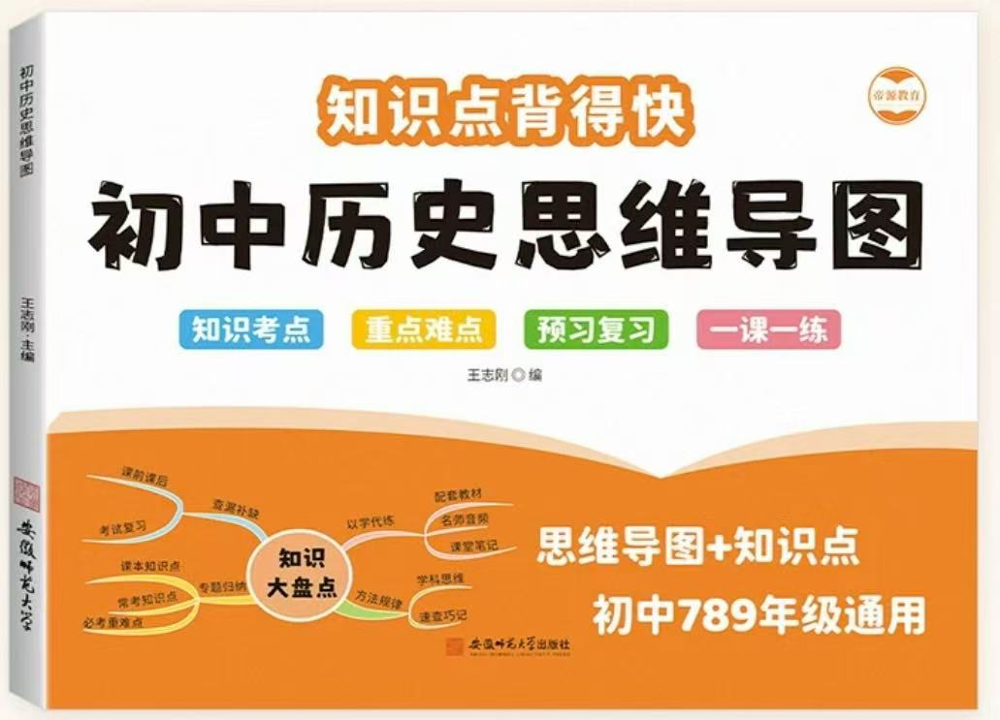 初中历史思维导图
王志刚·主编
安徽师范大学
帝源教育
知识点背得快
初中历史思维导图
知识考点 重点难点 预习复习 一课一练
王志刚◎编
课前课后
考试复习
查漏补缺
课本知识点
常考知识点
必考重难点
专题归纳
知识
大盘点
以学代练
配套教材
名师音频
课堂笔记
方法规律
学科思维
速查巧记
思维导图+知识点
初中789年级通用
安徽师范大学出版社